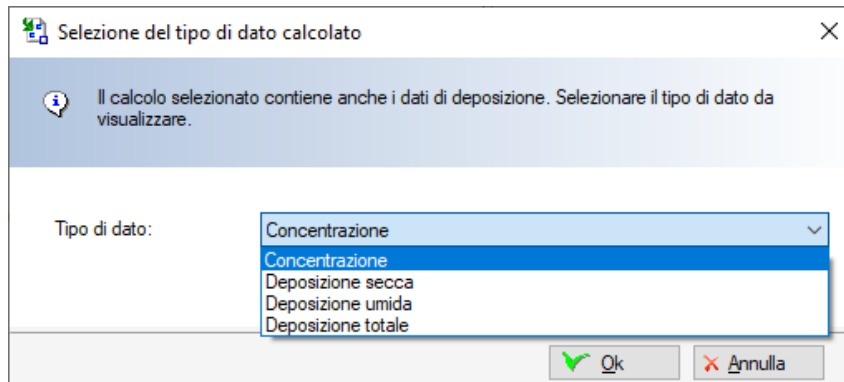 Selezione del tipo di dato calcolato
Il calcolo selezionato contiene anche i dati di deposizione. Selezionare il tipo di dato da
visualizzare.
Tipo di dato:
Concentrazione
Concentrazione
Deposizione secca
Deposizione umida
Deposizione totale
Ok
Annulla